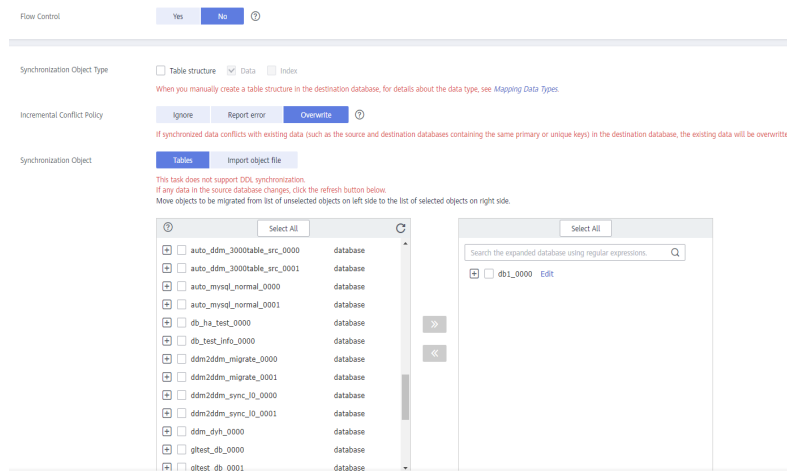 Flow Control Yes No
Synchronization Object Type Table structure Data Index
When you manually create a table structure in the destination database, for details about the data type, see Mapping Data Types.
Incremental Conflict Policy Ignore Report error Overwrite
If synchronized data conflicts with existing data (such as the source and destination databases containing the same primary or unique keys) in the destination database, the existing data will be overwritte
Synchronization Object Tables Import object file
This task does not support DDL synchronization.
If any data in the source database changes, click the refresh button below.
Move objects to be migrated from list of unselected objects on left side to the list of selected objects on right side.
Select All
auto_ddm_3000table_src_0000 database
auto_ddm_3000table_src_0001 database
auto_mysql_normal_0000 database
auto_mysql_normal_0001 database
db_ha_test_0000 database
db_test_info_0000 database
ddm2ddm_migrate_0000 database
ddm2ddm_migrate_0001 database
ddm2ddm_sync_l0_0000 database
ddm2ddm_sync_l0_0001 database
ddm_dyh_0000 database
gltest_db_0000 database
gltest_db_0001 database
Select All
Search the expanded database using regular expressions.
db1_0000 Edit